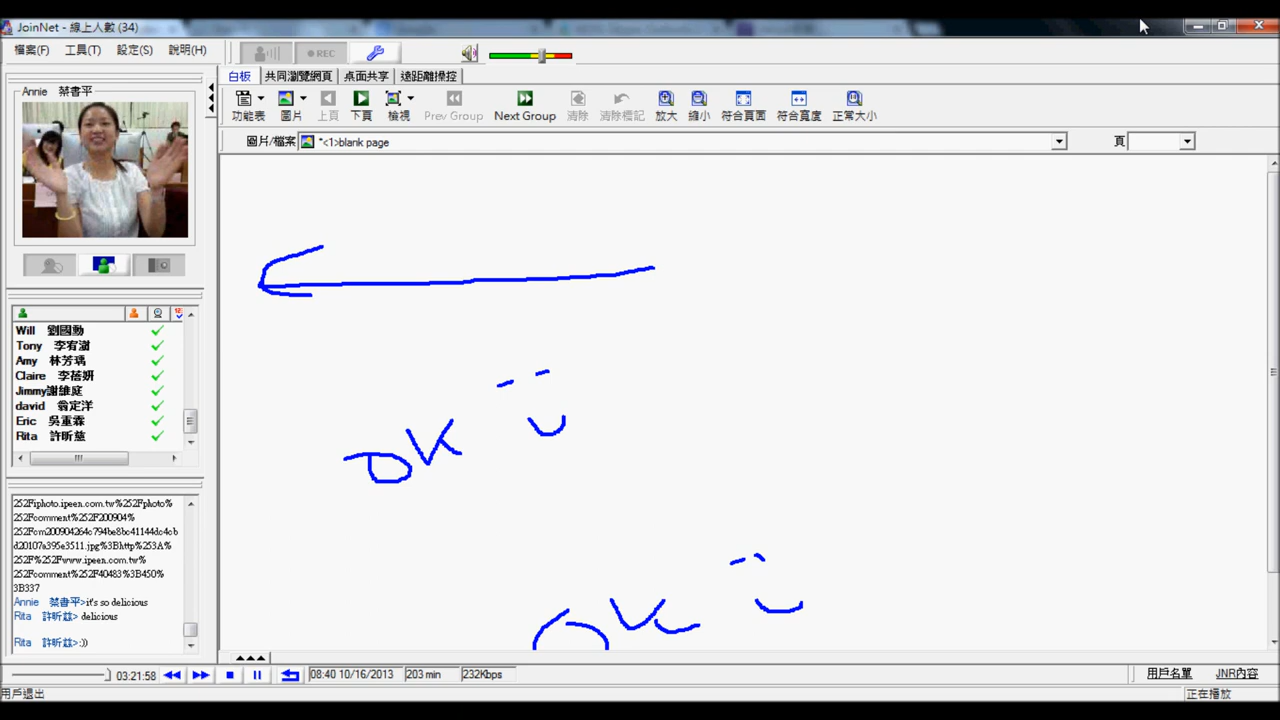 JoinNet - 線上人數 (34)
檔案(F) 工具(T) 設定(S) 說明(H)
REC
Annie 蔡書平
白板 共同瀏覽網頁 桌面共享 遠距離操控
功能表 圖片 上頁 下頁 檢視 Prev Group Next Group 清除 清除標記 放大 縮小 符合頁面 符合寬度 正常大小
圖片/檔案 *<1>blank page 頁
Will 劉國勳
Tony 李宥澍
Amy 林芳瑀
Claire 李蓓妍
Jimmy謝維庭
david 翁定洋
Eric 吳重霖
Rita 許昕慈
OK
OK
252Fiphoto.ipeen.com.tw%252Fphoto%
252Fcomment%252F200904%
252Fcm200904264c794be8bc41144dc4cb
d20107a395e3511.jpg%3Bhttp%253A%
252F%252Fwww.ipeen.com.tw%
252Fcomment%252F40483%3B450%
3B337
Annie 蔡書平>it's so delicious
Rita 許昕慈> delicious
Rita 許昕慈>:))
03:21:58 08:40 10/16/2013 203 min 232Kbps 用戶名單 JNR內容
用戶退出 正在播放